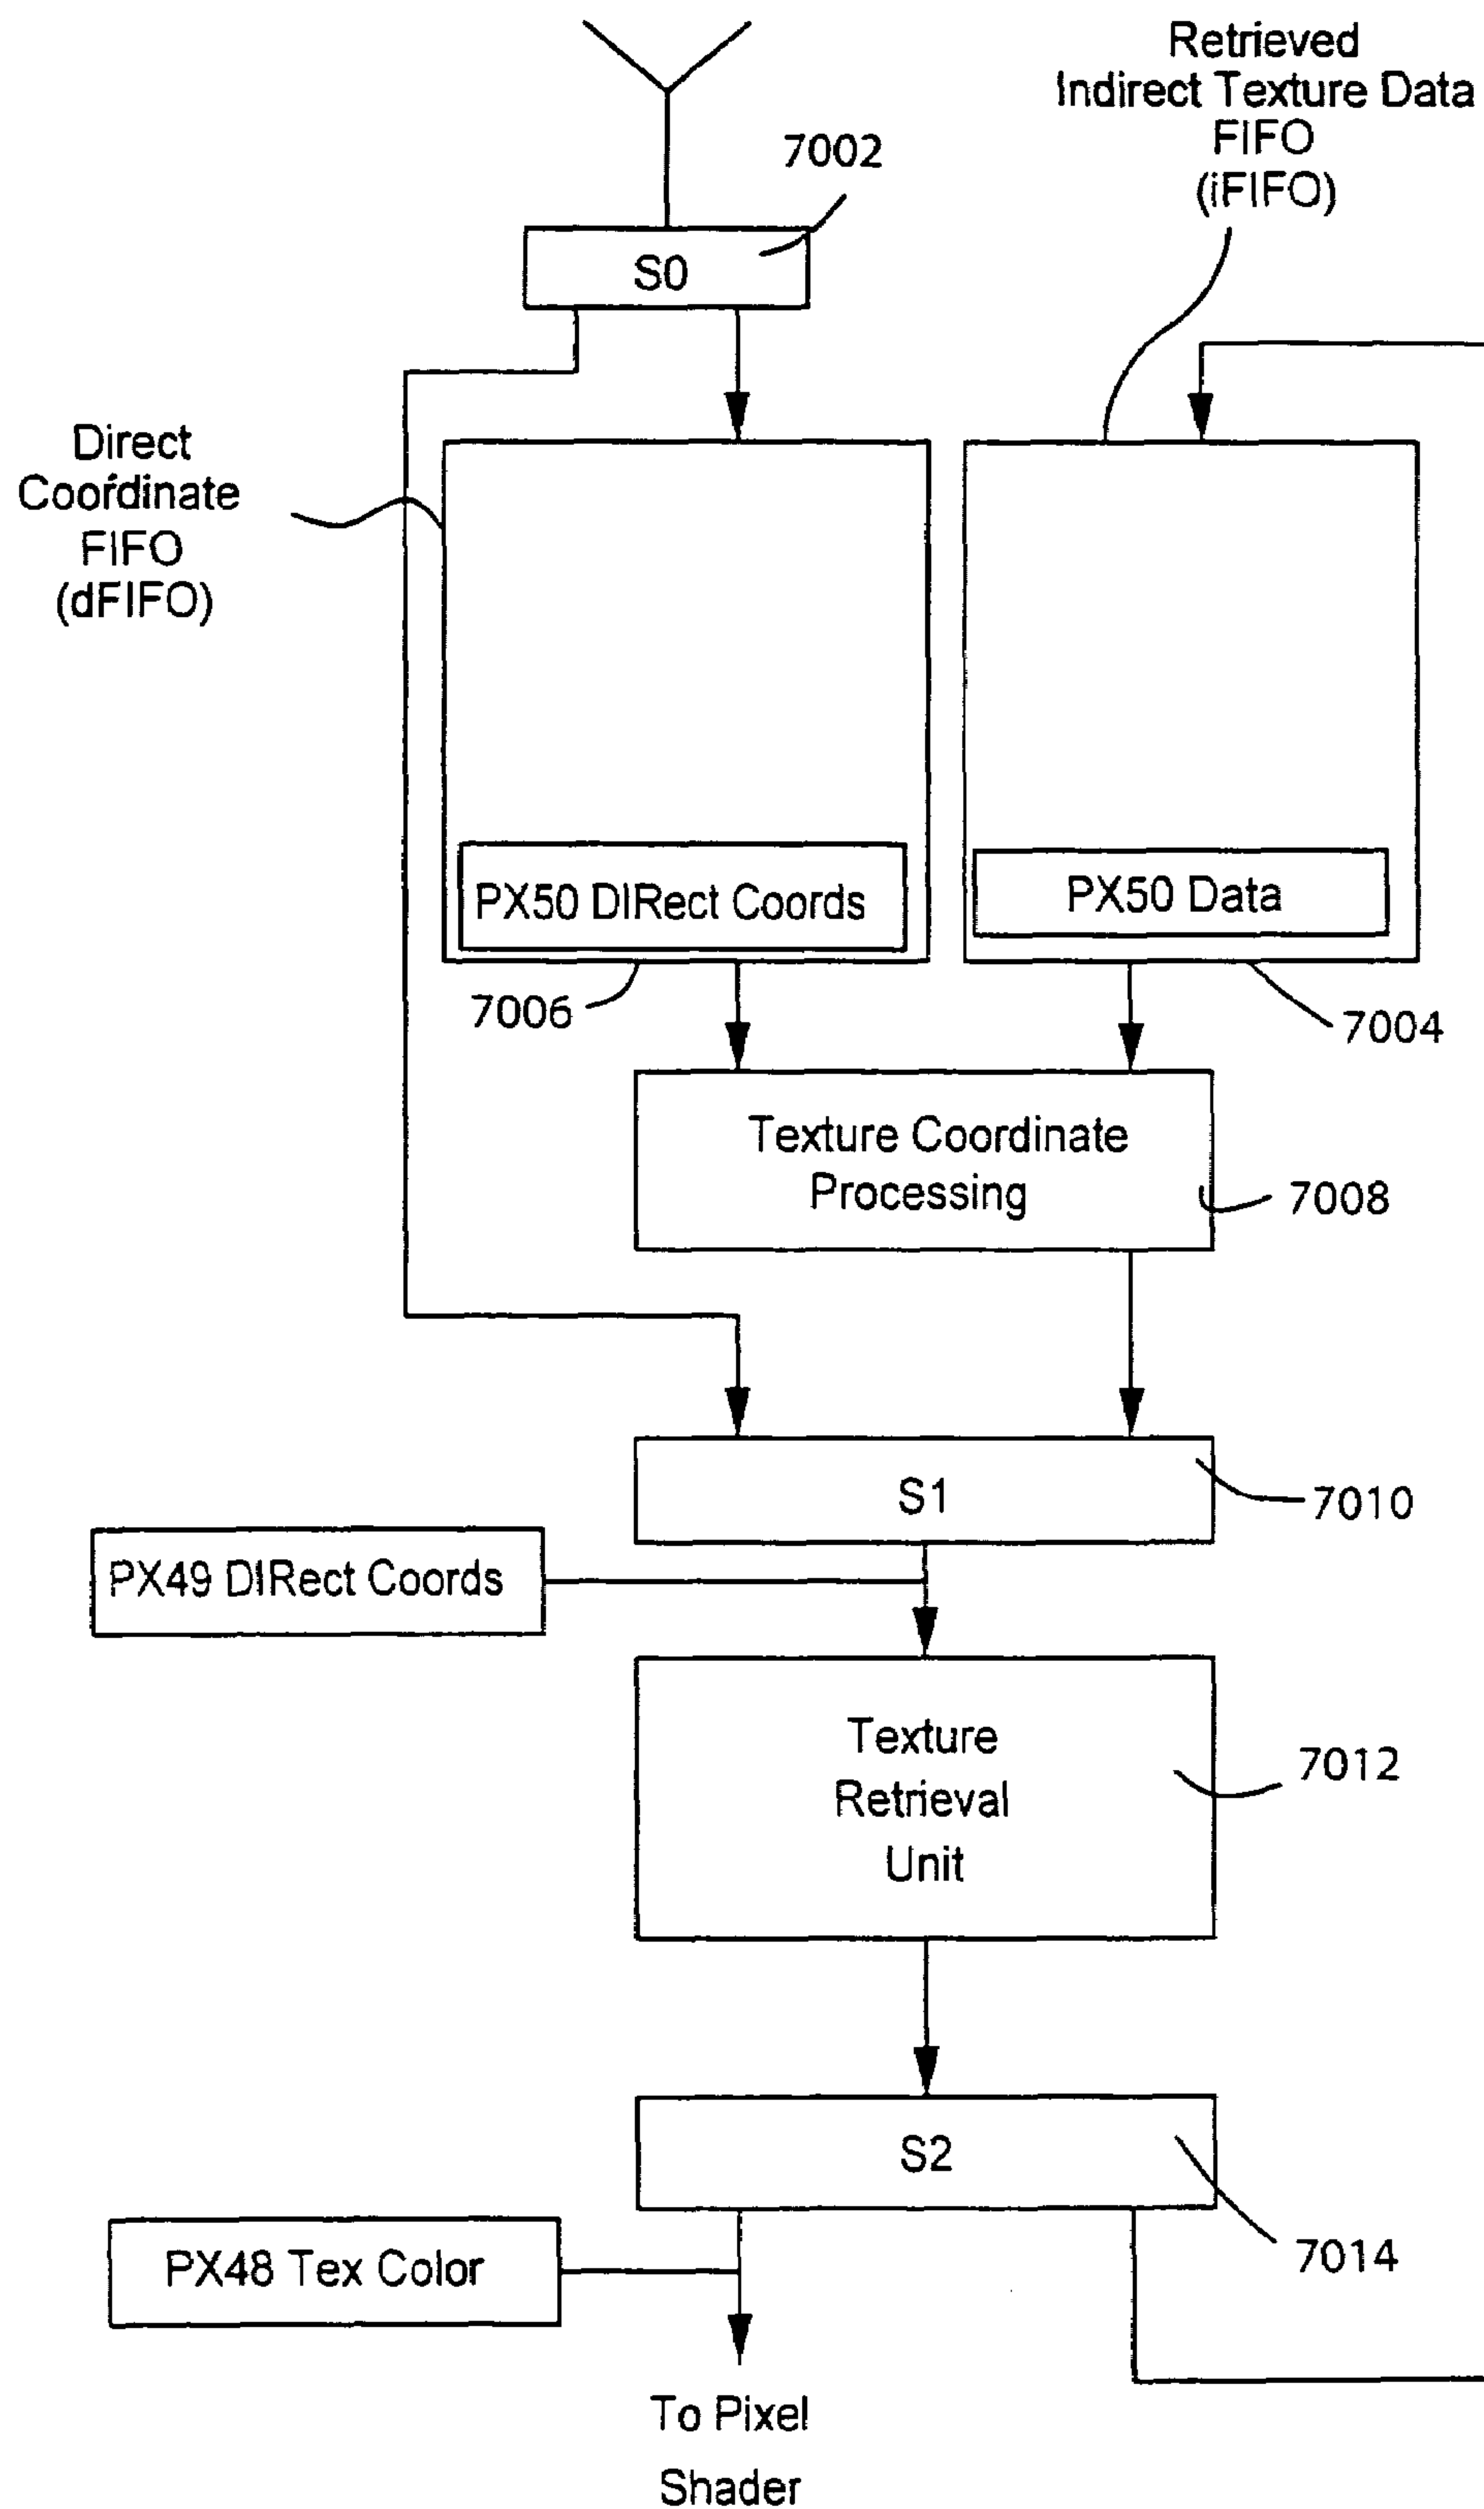 Retrieved
Indirect Texture Data
FIFO
(iFIFO)
7002
S0
Direct
Coordinate
FIFO
(dFIFO)
PX50 DIRect Coords
PX50 Data
7006
7004
Texture Coordinate
Processing
7008
S1
7010
PX49 DIRect Coords
Texture
Retrieval
Unit
7012
S2
7014
PX48 Tex Color
To Pixel
Shader